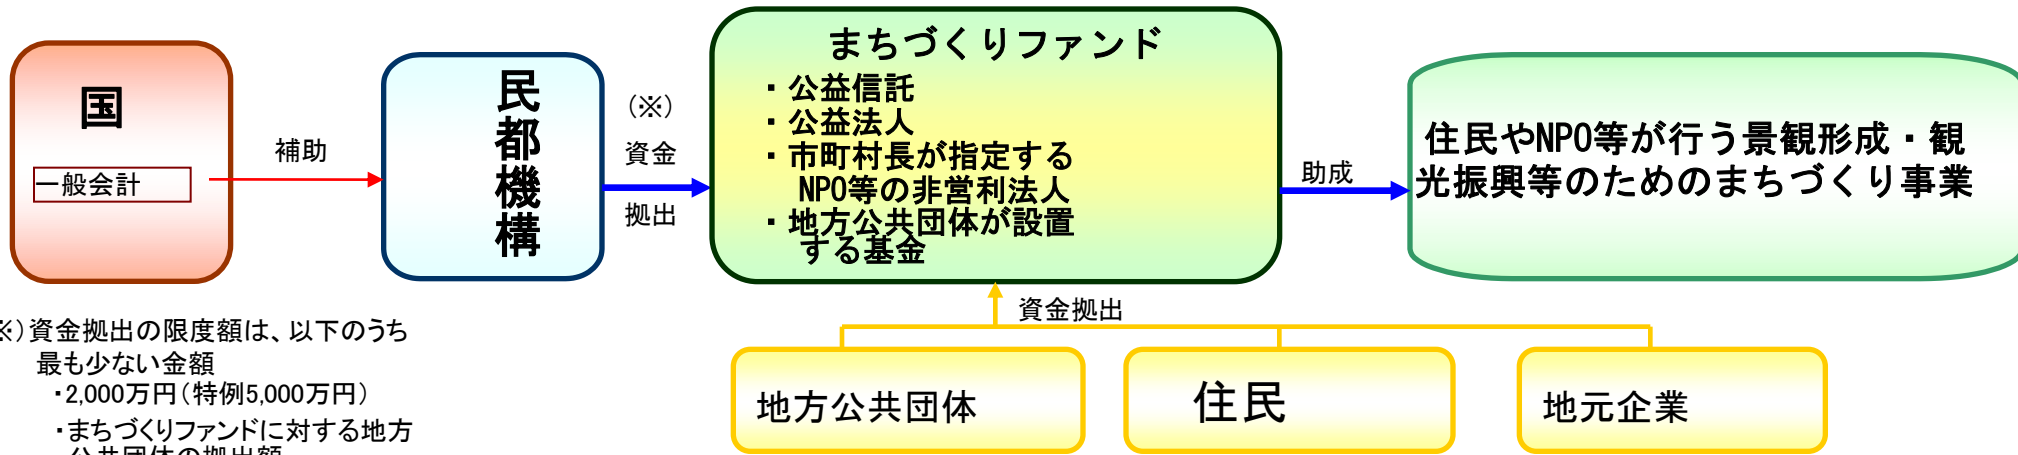 国
一般会計
補助
民都機構
(※)
資金
拠出
まちづくりファンド
・公益信託
・公益法人
・市町村長が指定する
NPO等の非営利法人
・地方公共団体が設置
する基金
助成
住民やNPO等が行う景観形成・観
光振興等のためのまちづくり事業
資金拠出
地方公共団体
住民
地元企業
※)資金拠出の限度額は、以下のうち
最も少ない金額
・2,000万円(特例5,000万円)
・まちづくりファンドに対する地方
公共団体の拠出額